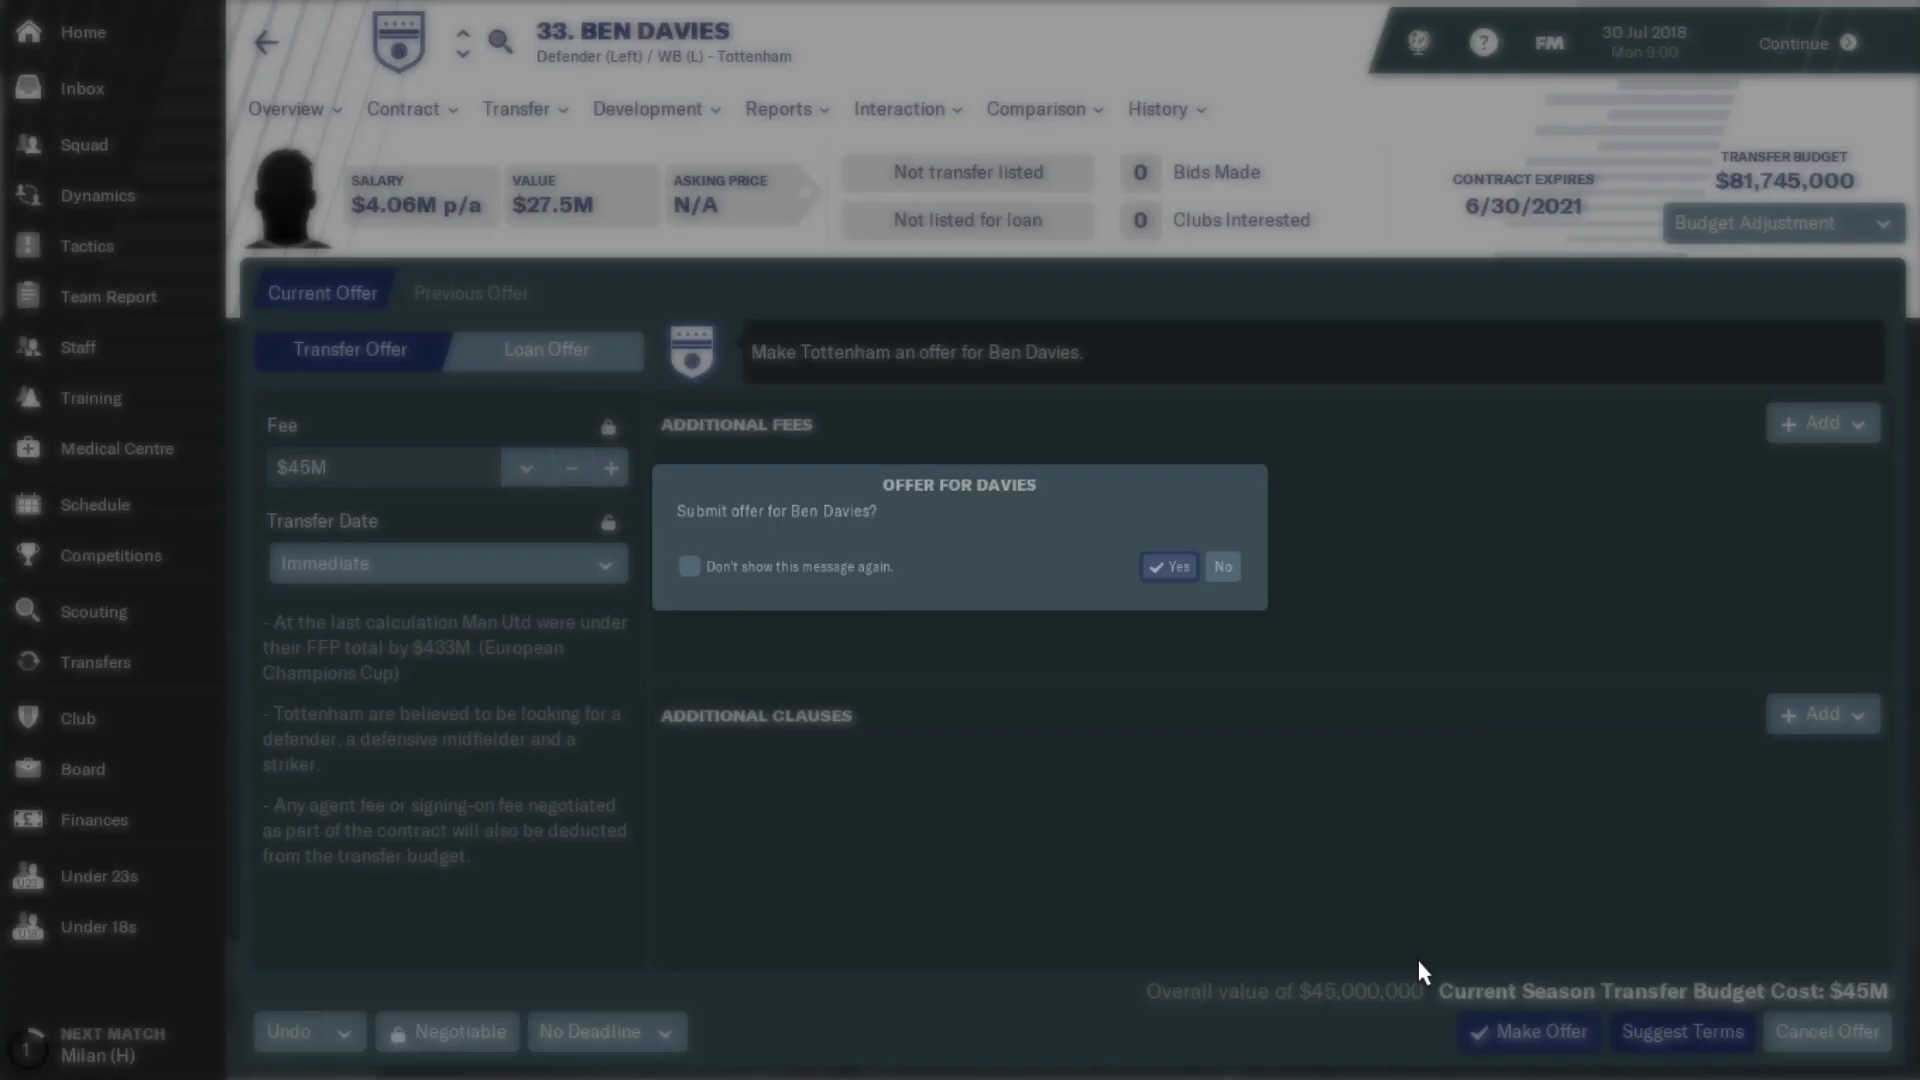 Home
Inbox
Squad
Dynamics
Tactics
Team Report
Staff
Training
Medical Centre
Schedule
Competitions
Scouting
Transfers
Club
Board
Finances
U23
Under 23s
U18
Under 18s
1
NEXT MATCH
Milan (H)
33. BEN DAVIES
Defender (Left) / WB (L) - Tottenham
?
FM
30 Jul 2018
Mon 9:00
Continue
Overview
Contract
Transfer
Development
Reports
Interaction
Comparison
History
SALARY
$4.06M p/a
VALUE
$27.5M
ASKING PRICE
N/A
Not transfer listed
Not listed for loan
0 Bids Made
0 Clubs Interested
CONTRACT EXPIRES
6/30/2021
TRANSFER BUDGET
$81,745,000
Budget Adjustment
Current Offer
Previous Offer
Transfer Offer
Loan Offer
Make Tottenham an offer for Ben Davies.
Fee
$45M
Transfer Date
Immediate
- At the last calculation Man Utd were under
their FFP total by $433M. (European
Champions Cup)
- Tottenham are believed to be looking for a
defender, a defensive midfielder and a
striker.
- Any agent fee or signing-on fee negotiated
as part of the contract will also be deducted
from the transfer budget.
ADDITIONAL FEES
+ Add
OFFER FOR DAVIES
Submit offer for Ben Davies?
Don't show this message again.
Yes
No
ADDITIONAL CLAUSES
+ Add
Overall value of $45,000,000
Current Season Transfer Budget Cost: $45M
Undo
Negotiable
No Deadline
Make Offer
Suggest Terms
Cancel Offer